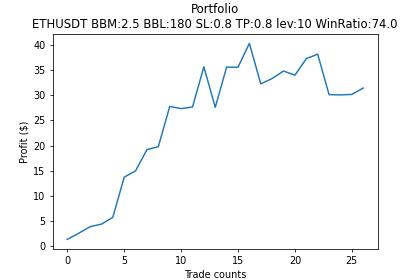 Portfolio
ETHUSDT BBM:2.5 BBL:180 SL:0.8 TP:0.8 lev:10 WinRatio:74.0
40
35
30
25
20
15
10
5
0
Profit ($)
0 5 10 15 20 25
Trade counts